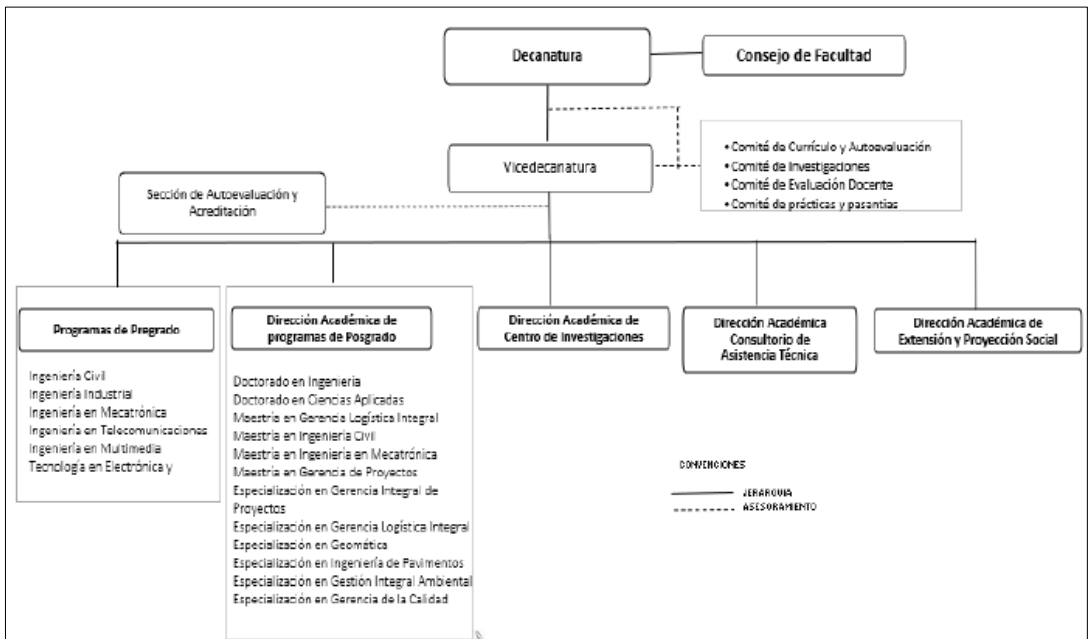 Decanatura
Consejo de Facultad
Vicedecanatura
• Comité de Currículo y Autoevaluación
• Comité de Investigaciones
• Comité de Evaluación Docente
• Comité de prácticas y pasantias
Sección de Autoevaluación y
Acreditación
Programas de Pregrado
Ingeniería Civil
Ingeniería Industrial
Ingeniería en Mecatrónica
Ingeniería en Telecomunicaciones
Ingeniería en Multimedia
Tecnología en Electrónica y
Dirección Académica de
programas de Posgrado
Doctorado en Ingeniería
Doctorado en Ciencias Aplicadas
Maestría en Gerencia Logística Integral
Maestría en Ingeniería Civil
Maestría en Ingeniería en Mecatrónica
Maestría en Gerencia de Proyectos
Especialización en Gerencia Integral de
Proyectos
Especialización en Gerencia Logística Integral
Especialización en Geomática
Especialización en Ingeniería de Pavimentos
Especialización en Gestión Integral Ambiental
Especialización en Gerencia de la Calidad
Dirección Académica de
Centro de Investigaciones
Dirección Académica
Consultorio de
Asistencia Técnica
Dirección Académica de
Extensión y Proyección Social
CONVENCIONES
JERARQUIA
ASESORAMIENTO